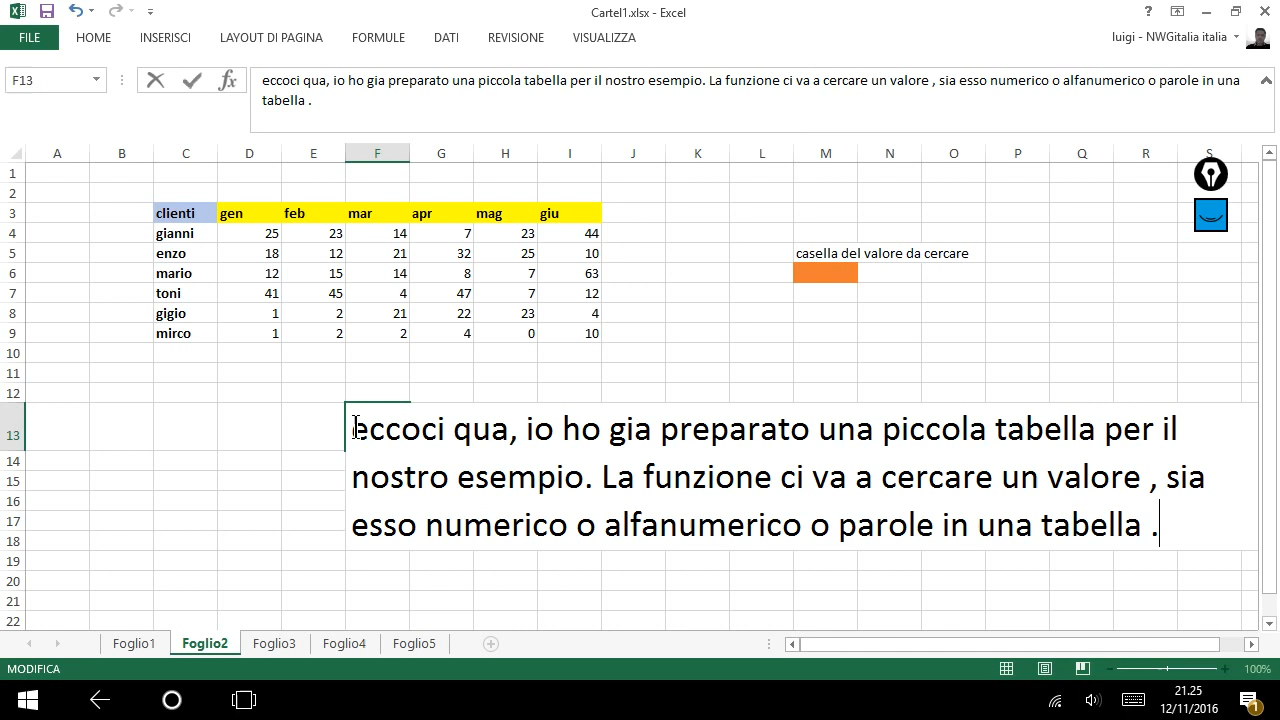 Cartel1.xlsx - Excel
FILE HOME INSERISCI LAYOUT DI PAGINA FORMULE DATI REVISIONE VISUALIZZA luigi - NWGitalia italia
F13 fx eccoci qua, io ho gia preparato una piccola tabella per il nostro esempio. La funzione ci va a cercare un valore , sia esso numerico o alfanumerico o parole in una
tabella .
A B C D E F G H I J K L M N O P Q R S
1
2
3 clienti gen feb mar apr mag giu
4 gianni 25 23 14 7 23 44
5 enzo 18 12 21 32 25 10 casella del valore da cercare
6 mario 12 15 14 8 7 63
7 toni 41 45 4 47 7 12
8 gigio 1 2 21 22 23 4
9 mirco 1 2 2 4 0 10
10
11
12
13 eccoci qua, io ho gia preparato una piccola tabella per il
14
15 nostro esempio. La funzione ci va a cercare un valore , sia
16
17 esso numerico o alfanumerico o parole in una tabella .
18
19
20
21
22
Foglio1 Foglio2 Foglio3 Foglio4 Foglio5
MODIFICA 100%
21.25
12/11/2016 1